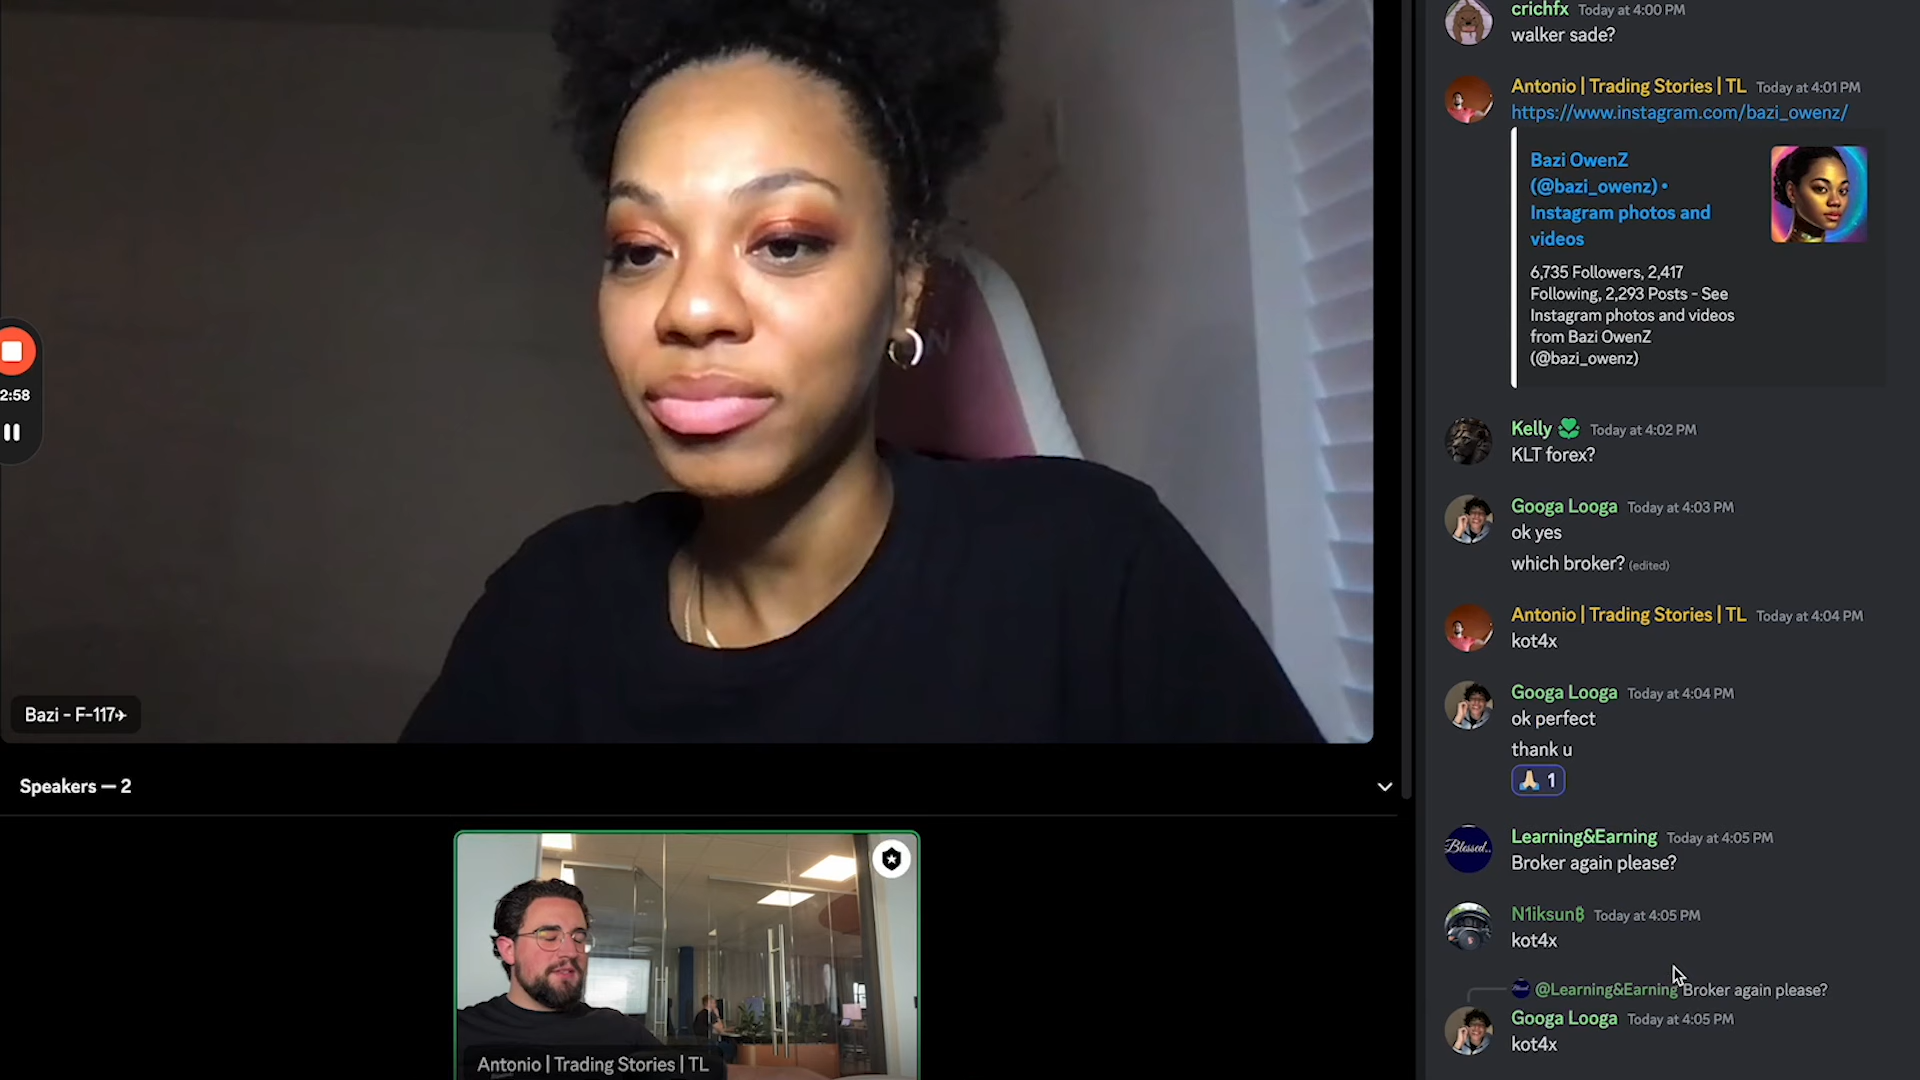 2:58
N
Bazi - F-117✈
Speakers — 2
Antonio | Trading Stories | TL
crichfx Today at 4:00 PM
walker sade?
Antonio | Trading Stories | TL Today at 4:01 PM
https://www.instagram.com/bazi_owenz/
Bazi OwenZ
(@bazi_owenz) •
Instagram photos and
videos
6,735 Followers, 2,417
Following, 2,293 Posts - See
Instagram photos and videos
from Bazi OwenZ
(@bazi_owenz)
Kelly Today at 4:02 PM
KLT forex?
Googa Looga Today at 4:03 PM
ok yes
which broker? (edited)
Antonio | Trading Stories | TL Today at 4:04 PM
kot4x
Googa Looga Today at 4:04 PM
ok perfect
thank u
🙏 1
Blessed..
Learning&Earning Today at 4:05 PM
Broker again please?
N1iksun₿ Today at 4:05 PM
kot4x
@Learning&Earning Broker again please?
Googa Looga Today at 4:05 PM
kot4x